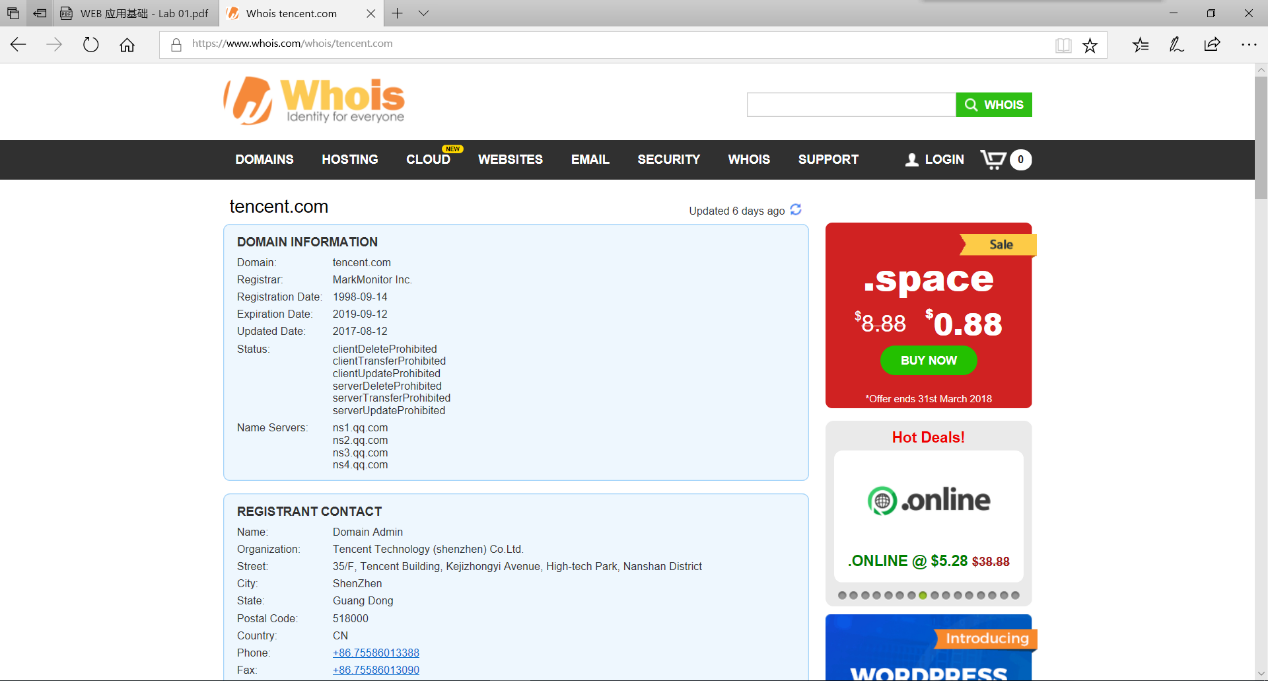 WEB 应用基础 - Lab 01.pdf
Whois tencent.com
https://www.whois.com/whois/tencent.com
Whois
Identity for everyone
WHOIS
DOMAINS HOSTING CLOUD NEW WEBSITES EMAIL SECURITY WHOIS SUPPORT LOGIN 0
tencent.com
Updated 6 days ago
DOMAIN INFORMATION
Domain: tencent.com
Registrar: MarkMonitor Inc.
Registration Date: 1998-09-14
Expiration Date: 2019-09-12
Updated Date: 2017-08-12
Status: clientDeleteProhibited
clientTransferProhibited
clientUpdateProhibited
serverDeleteProhibited
serverTransferProhibited
serverUpdateProhibited
Name Servers: ns1.qq.com
ns2.qq.com
ns3.qq.com
ns4.qq.com
REGISTRANT CONTACT
Name: Domain Admin
Organization: Tencent Technology (shenzhen) Co.Ltd.
Street: 35/F, Tencent Building, Kejizhongyi Avenue, High-tech Park, Nanshan District
City: ShenZhen
State: Guang Dong
Postal Code: 518000
Country: CN
Phone: +86.75586013388
Fax: +86.75586013090
Sale
.space
$8.88 $0.88
BUY NOW
*Offer ends 31st March 2018
Hot Deals!
.online
.ONLINE @ $5.28 $38.88
Introducing
WORDPRESS